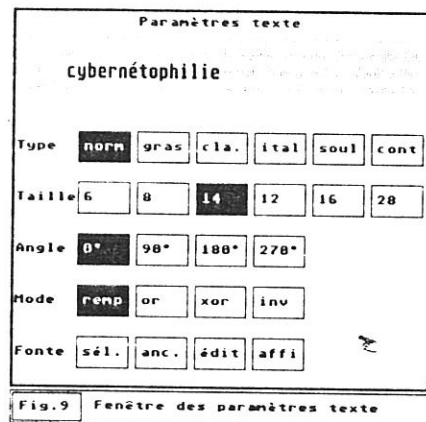 Paramètres texte
cybernétophilie
Type norm gras cla. ital soul cont
Taille 6 8 14 12 16 28
Angle 0° 90° 180° 270°
Mode remp or xor inv
Fonte sél. anc. édit affi
Fig.9 Fenêtre des paramètres texte